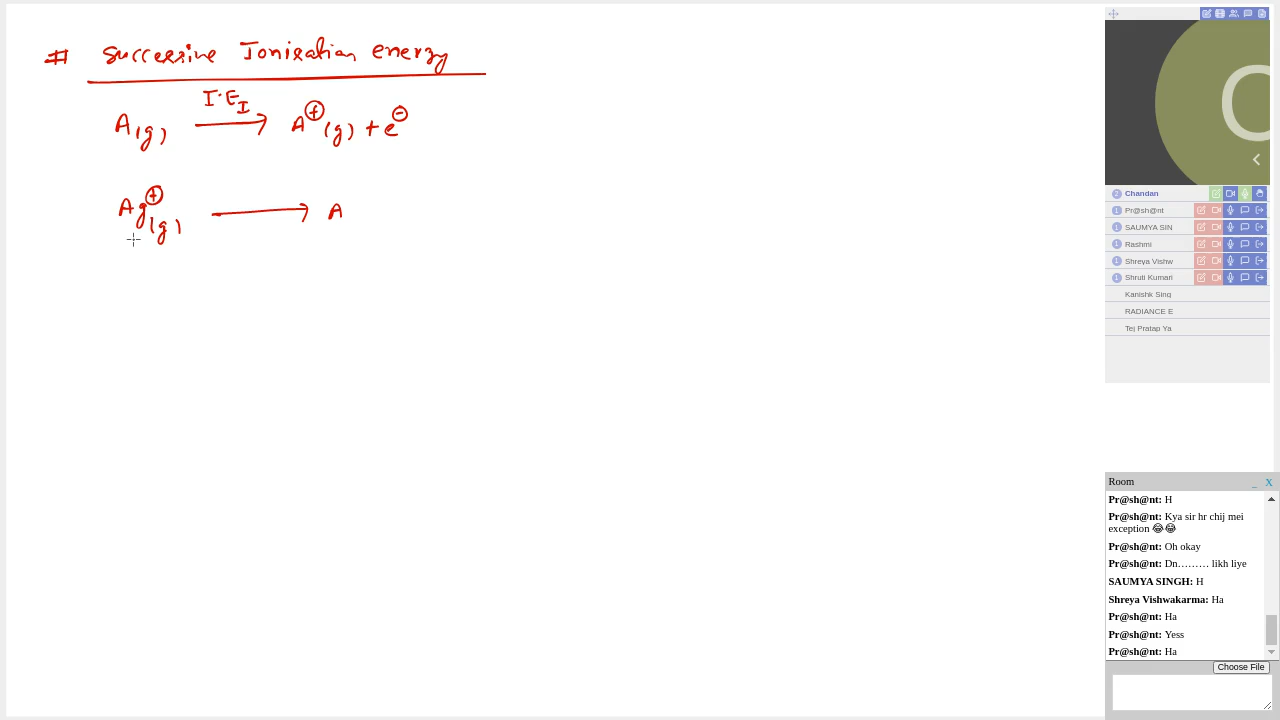 # Successive Ionisation energy
I.E_I
A(g) ⟶ A⊕(g) + e⊖
Ag⊕(g) ⟶ A
Chandan
Pr@sh@nt
SAUMYA SIN
Rashmi
Shreya Vishw
Shruti Kumari
Kanishk Sing
RADIANCE E
Tej Pratap Ya
Room _ X
Pr@sh@nt: H
Pr@sh@nt: Kya sir hr chij mei
exception 😂😂
Pr@sh@nt: Oh okay
Pr@sh@nt: Dn……… likh liye
SAUMYA SINGH: H
Shreya Vishwakarma: Ha
Pr@sh@nt: Ha
Pr@sh@nt: Yess
Pr@sh@nt: Ha
Choose File